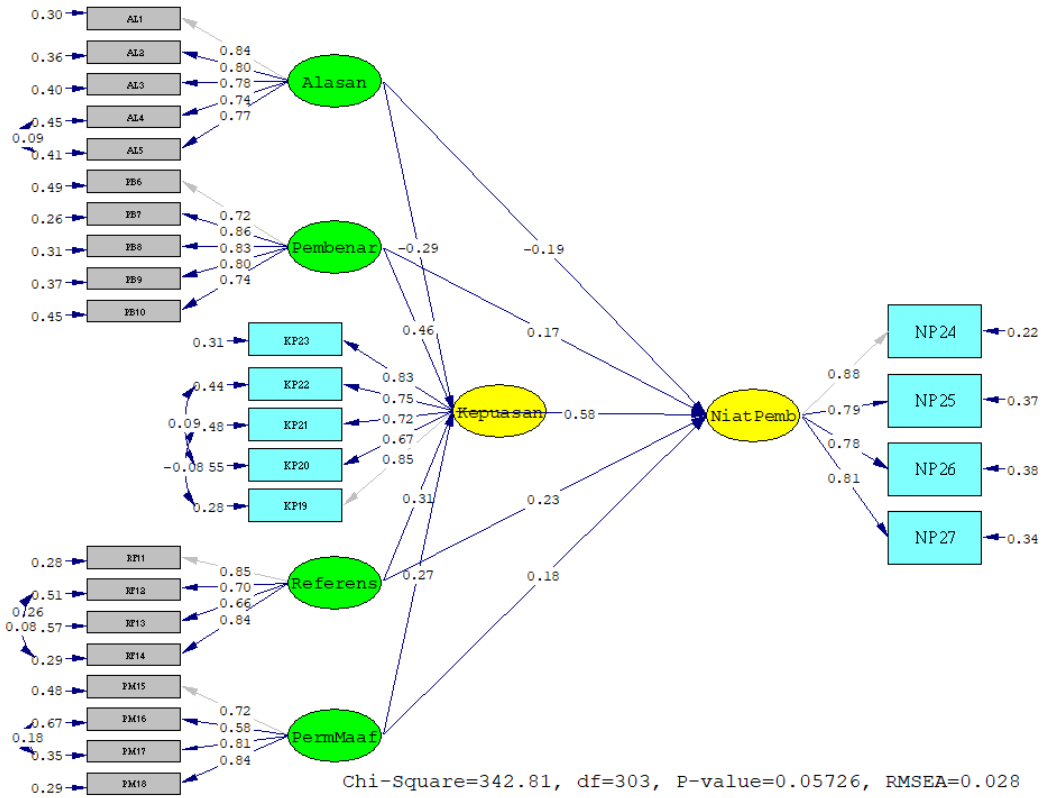 0.30 AL1
0.36 AL2 0.84
0.80
0.40 AL3 0.78 Alasan
0.74
0.45 AL4 0.77
0.09
0.41 AL5
0.49 PB6
0.26 PB7 0.72
0.86
0.31 PB8 0.83 Pembenar -0.29 -0.19
0.80
0.37 PB9 0.74
0.45 PB10
0.31 KP23 0.46 0.17 NP24 0.22
0.83 0.88
0.44 KP22 0.75
0.09 .48 KP21 0.72 Kepuasan 0.58 NiatPemb 0.79 NP25 0.37
0.67 0.78
-0.08 55 KP20 0.85 0.81 NP26 0.38
0.28 KP19 0.31 0.23
NP27 0.34
0.28 RF11 0.85
0.51 RF12 0.70 Referens 0.27 0.18
0.26 0.66
0.08 .57 RF13 0.84
0.29 RF14
0.48 PM15
0.67 PM16 0.72
0.18 0.58
0.35 PM17 0.81 PermMaaf
0.84
0.29 PM18
Chi-Square=342.81, df=303, P-value=0.05726, RMSEA=0.028